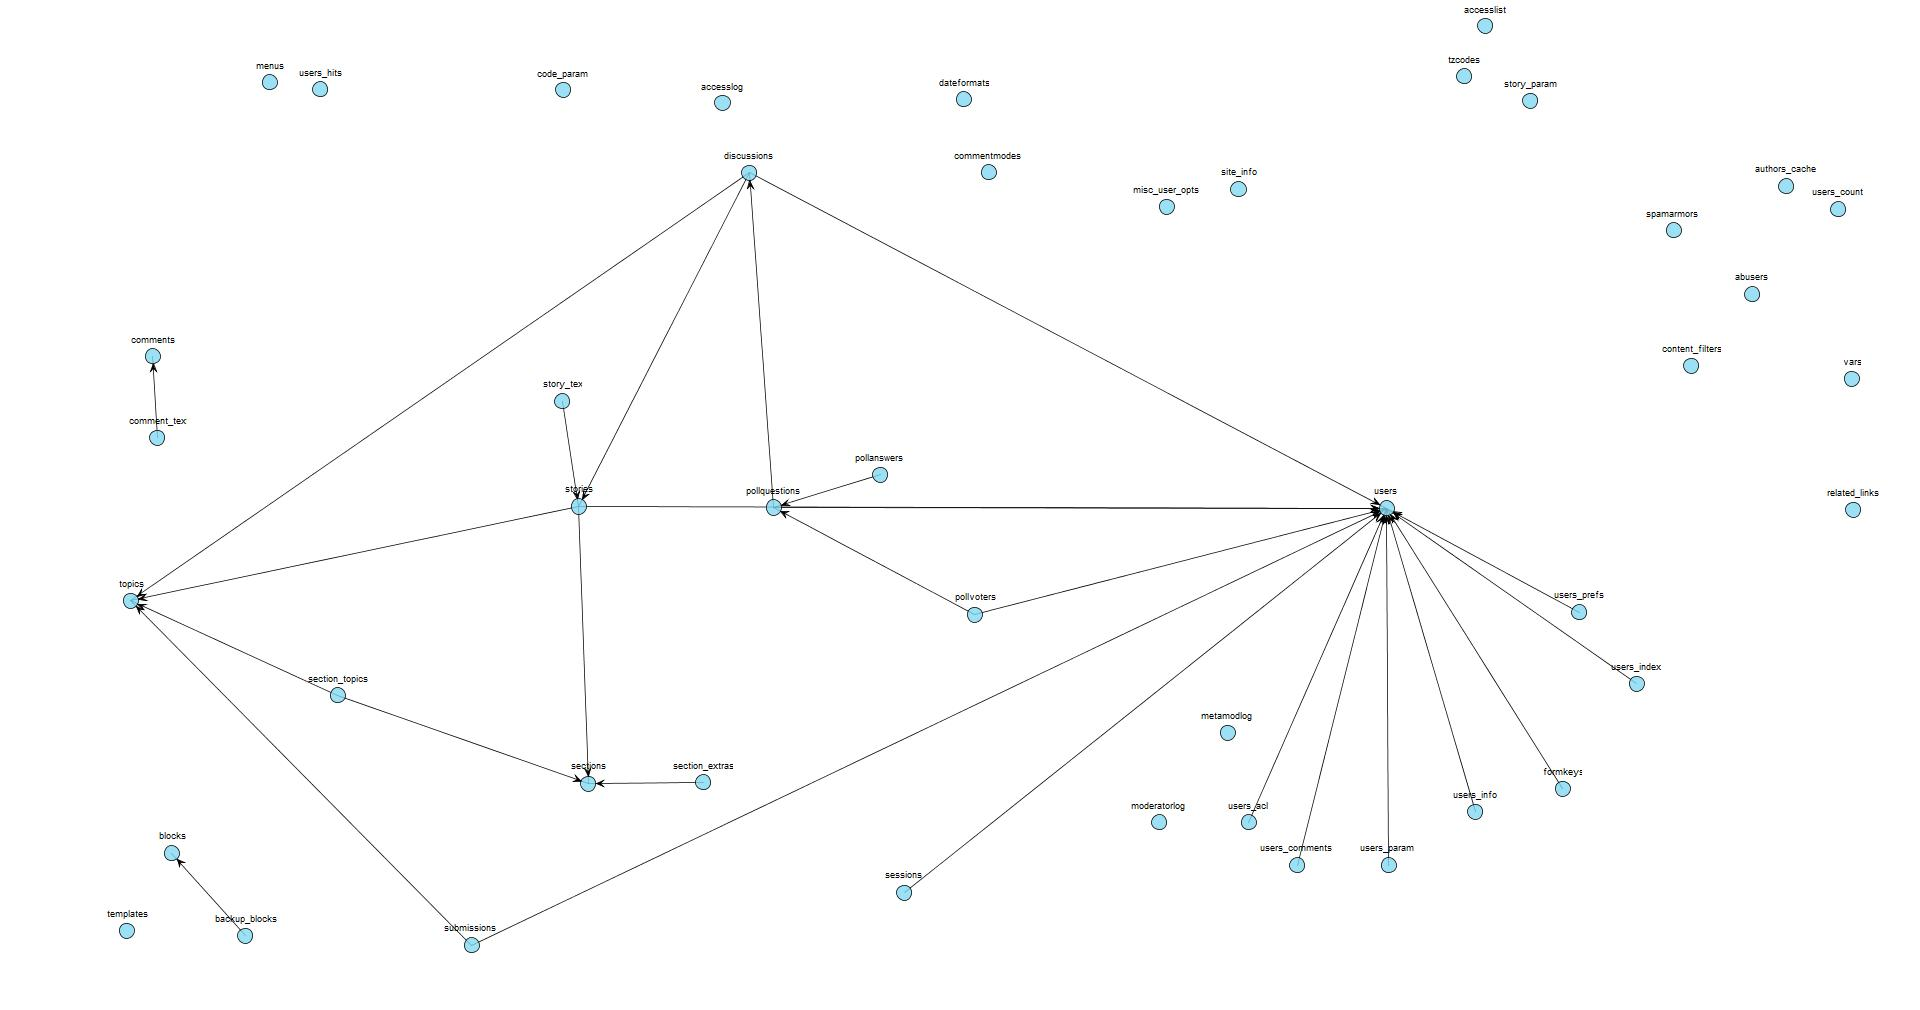 accesslist
tzcodes
menus
users_hits
code_param
accesslog
dateformats
story_param
discussions
commentmodes
site_info
misc_user_opts
authors_cache
users_count
spamarmors
abusers
comments
content_filters
vars
story_tex
comment_tex
pollanswers
stories
pollquestions
users
related_links
topics
pollvoters
users_prefs
users_index
section_topics
metamodlog
sections
section_extras
formkeys
users_info
moderatorlog
users_acl
blocks
users_comments
users_param
sessions
templates
backup_blocks
submissions